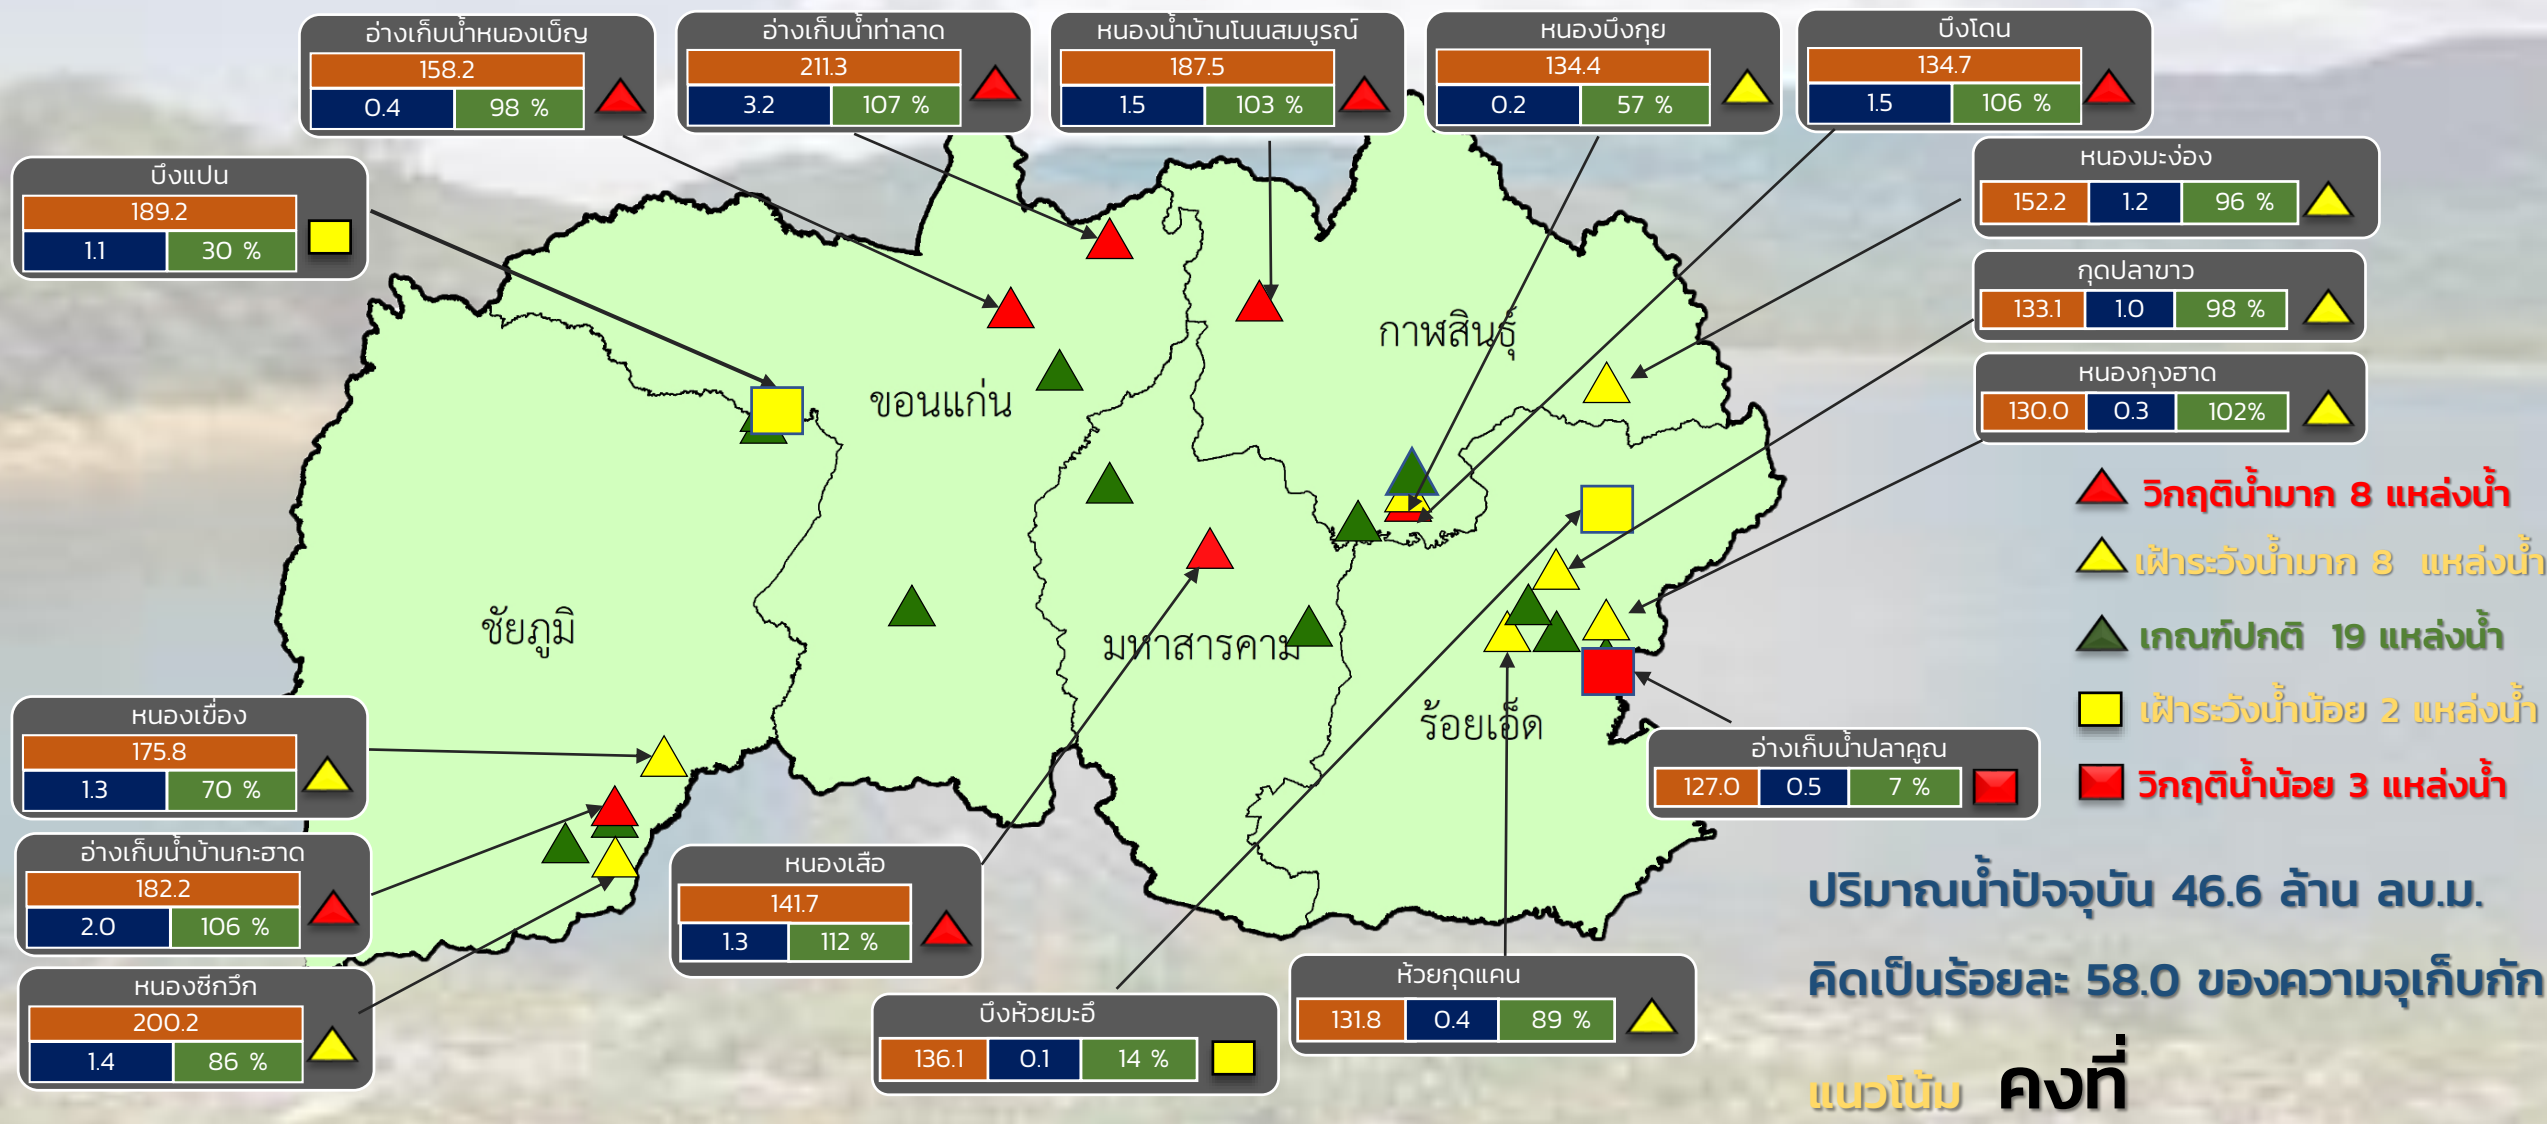 อ่างเก็บน้ำหนองเบ็ญ
158.2
0.4 98 %
อ่างเก็บน้ำท่าลาด
211.3
3.2 107 %
หนองน้ำบ้านโนนสมบูรณ์
187.5
1.5 103 %
หนองบึงกุย
134.4
0.2 57 %
บึงโดน
134.7
1.5 106 %
บึงแปน
189.2
1.1 30 %
หนองมะง่อง
152.2 1.2 96 %
กุดปลาขาว
133.1 1.0 98 %
หนองกุงฮาด
130.0 0.3 102%
กาฬสินธุ์
ขอนแก่น
ชัยภูมิ
มหาสารคาม
ร้อยเอ็ด
วิกฤติน้ำมาก 8 แหล่งน้ำ
เฝ้าระวังน้ำมาก 8 แหล่งน้ำ
เกณฑ์ปกติ 19 แหล่งน้ำ
เฝ้าระวังน้ำน้อย 2 แหล่งน้ำ
วิกฤติน้ำน้อย 3 แหล่งน้ำ
หนองเขื่อง
175.8
1.3 70 %
อ่างเก็บน้ำบ้านกะฮาด
182.2
2.0 106 %
หนองซีกวึก
200.2
1.4 86 %
หนองเสือ
141.7
1.3 112 %
อ่างเก็บน้ำปลาคูณ
127.0 0.5 7 %
บึงห้วยมะอึ
136.1 0.1 14 %
ห้วยกุดแคน
131.8 0.4 89 %
ปริมาณน้ำปัจจุบัน 46.6 ล้าน ลบ.ม.
คิดเป็นร้อยละ 58.0 ของความจุเก็บกัก
แนวโน้ม คงที่